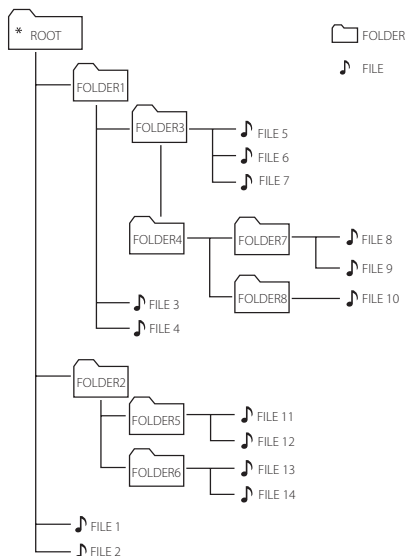 * ROOT
FOLDER
FILE
FOLDER1
FOLDER3
FILE 5
FILE 6
FILE 7
FOLDER4
FOLDER7
FILE 8
FILE 9
FOLDER8
FILE 10
FILE 3
FILE 4
FOLDER2
FOLDER5
FILE 11
FILE 12
FOLDER6
FILE 13
FILE 14
FILE 1
FILE 2